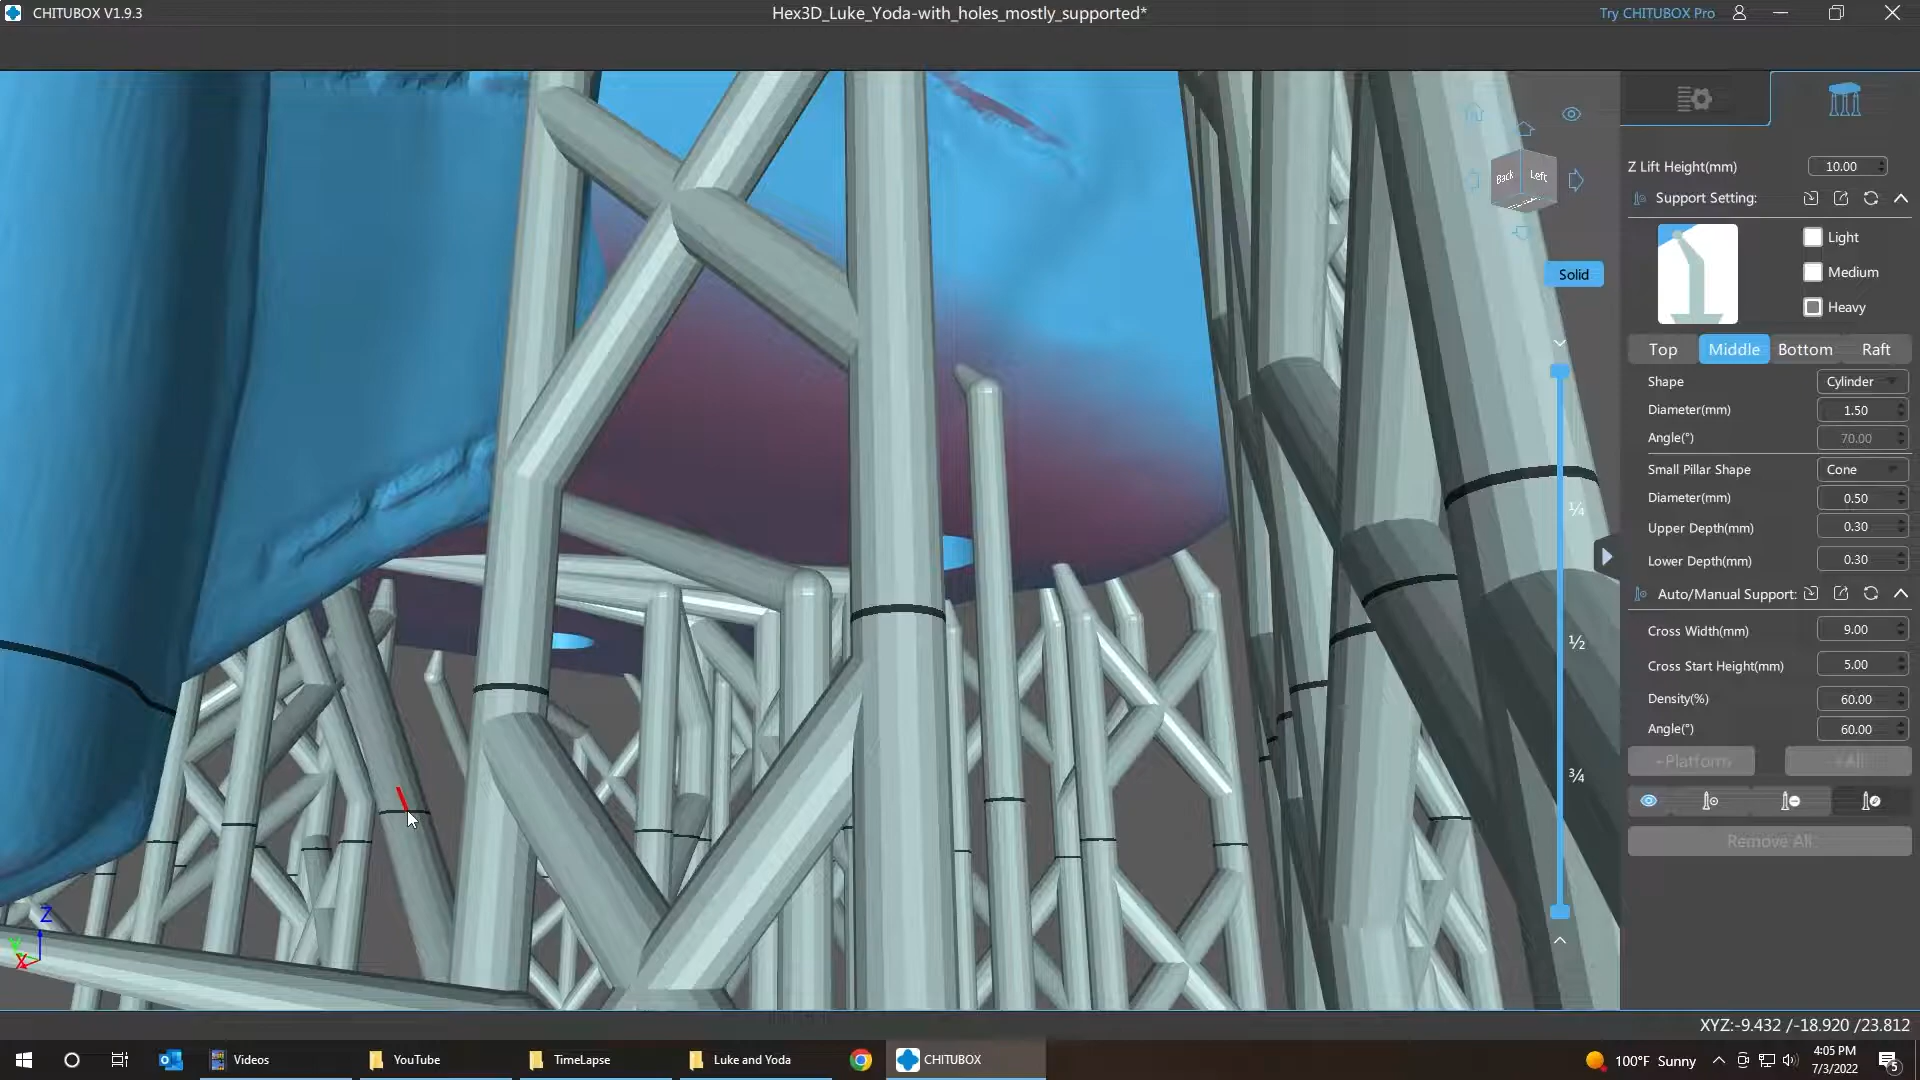 CHITUBOX V1.9.3
Hex3D_Luke_Yoda-with_holes_mostly_supported*
Try CHITUBOX Pro
Z Lift Height(mm)
10.00
Support Setting:
Back
Left
Solid
Light
Medium
Heavy
Top
Middle
Bottom
Raft
Shape
Cylinder
Diameter(mm)
1.50
Angle(°)
70.00
Small Pillar Shape
Cone
Diameter(mm)
0.50
Upper Depth(mm)
0.30
Lower Depth(mm)
0.30
Auto/Manual Support:
Cross Width(mm)
9.00
Cross Start Height(mm)
5.00
Density(%)
60.00
Angle(°)
60.00
+Platform
+All
Remove All
¼
½
¾
Z
Y
X
XYZ:-9.432 /-18.920 /23.812
Videos
YouTube
TimeLapse
Luke and Yoda
CHITUBOX
100°F Sunny
4:05 PM
7/3/2022
5